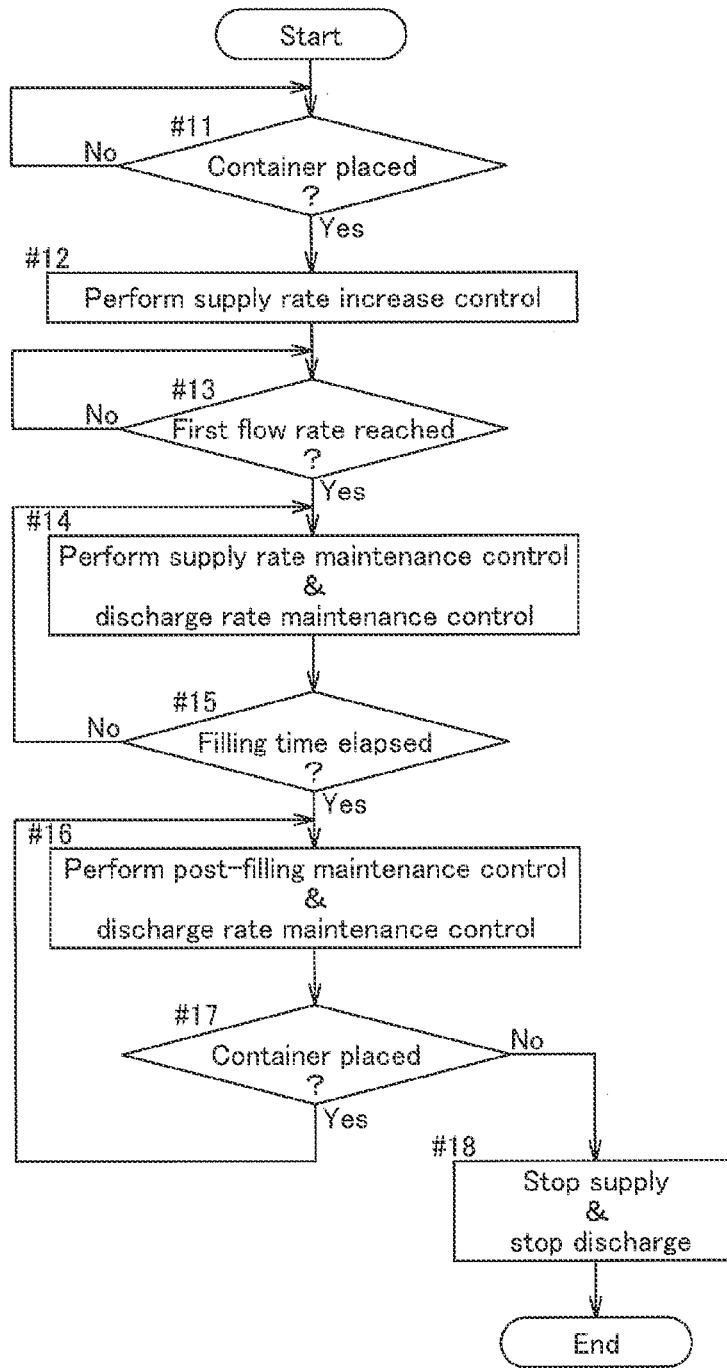 Start
#11
No
Container placed
?
Yes
#12
Perform supply rate increase control
#13
No
First flow rate reached
?
Yes
#14
Perform supply rate maintenance control
&
discharge rate maintenance control
#15
No
Filling time elapsed
?
Yes
#16
Perform post-filling maintenance control
&
discharge rate maintenance control
#17
No
Container placed
?
Yes
#18
Stop supply
&
stop discharge
End